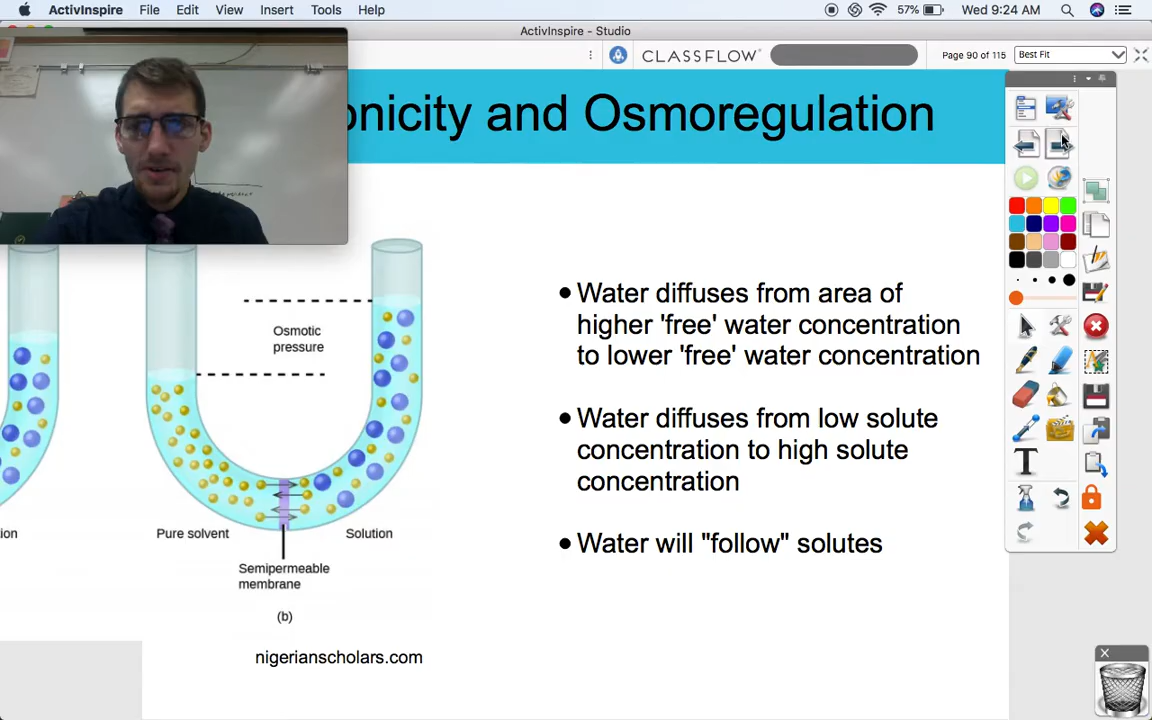 ActivInspire File Edit View Insert Tools Help 57% Wed 9:24 AM
ActivInspire - Studio
CLASSFLOW Page 90 of 115 Best Fit
onicity and Osmoregulation
Osmotic
pressure
Pure solvent
Solution
Semipermeable
membrane
(b)
nigerianscholars.com
• Water diffuses from area of
higher 'free' water concentration
to lower 'free' water concentration
• Water diffuses from low solute
concentration to high solute
concentration
• Water will "follow" solutes
T